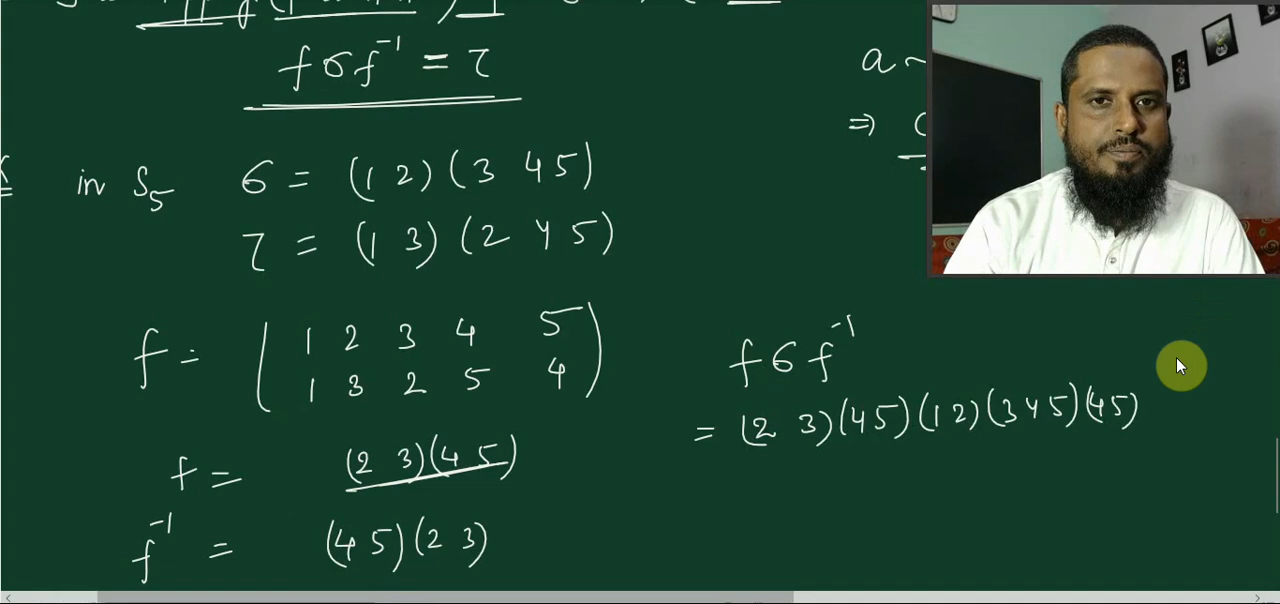 f σ f⁻¹ = τ
a ~
⇒
in S₅ σ = (1 2) (3 4 5)
τ = (1 3) (2 4 5)
f = ( 1 2 3 4 5
1 3 2 5 4 )
f σ f⁻¹
= (2 3)(4 5)(1 2)(3 4 5)(4 5)
f = (2 3)(4 5)
f⁻¹ = (4 5)(2 3)